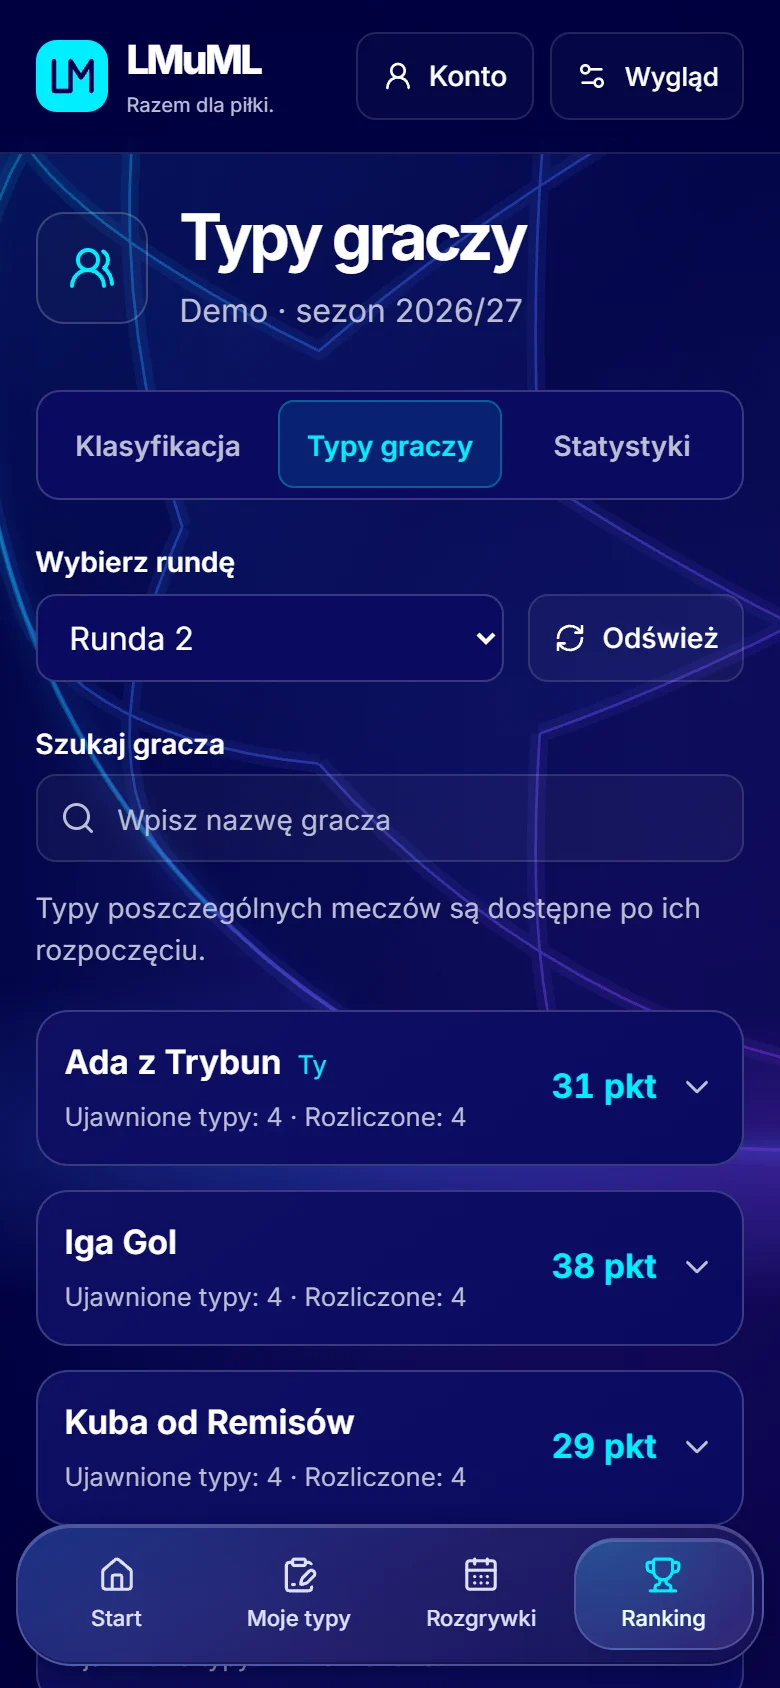 LM
LMuML
Razem dla piłki.
Konto
Wygląd
Typy graczy
Demo · sezon 2026/27
Klasyfikacja
Typy graczy
Statystyki
Wybierz rundę
Runda 2
Odśwież
Szukaj gracza
Wpisz nazwę gracza
Typy poszczególnych meczów są dostępne po ich
rozpoczęciu.
Ada z Trybun Ty
31 pkt
Ujawnione typy: 4 · Rozliczone: 4
Iga Gol
38 pkt
Ujawnione typy: 4 · Rozliczone: 4
Kuba od Remisów
29 pkt
Ujawnione typy: 4 · Rozliczone: 4
Start
Moje typy
Rozgrywki
Ranking